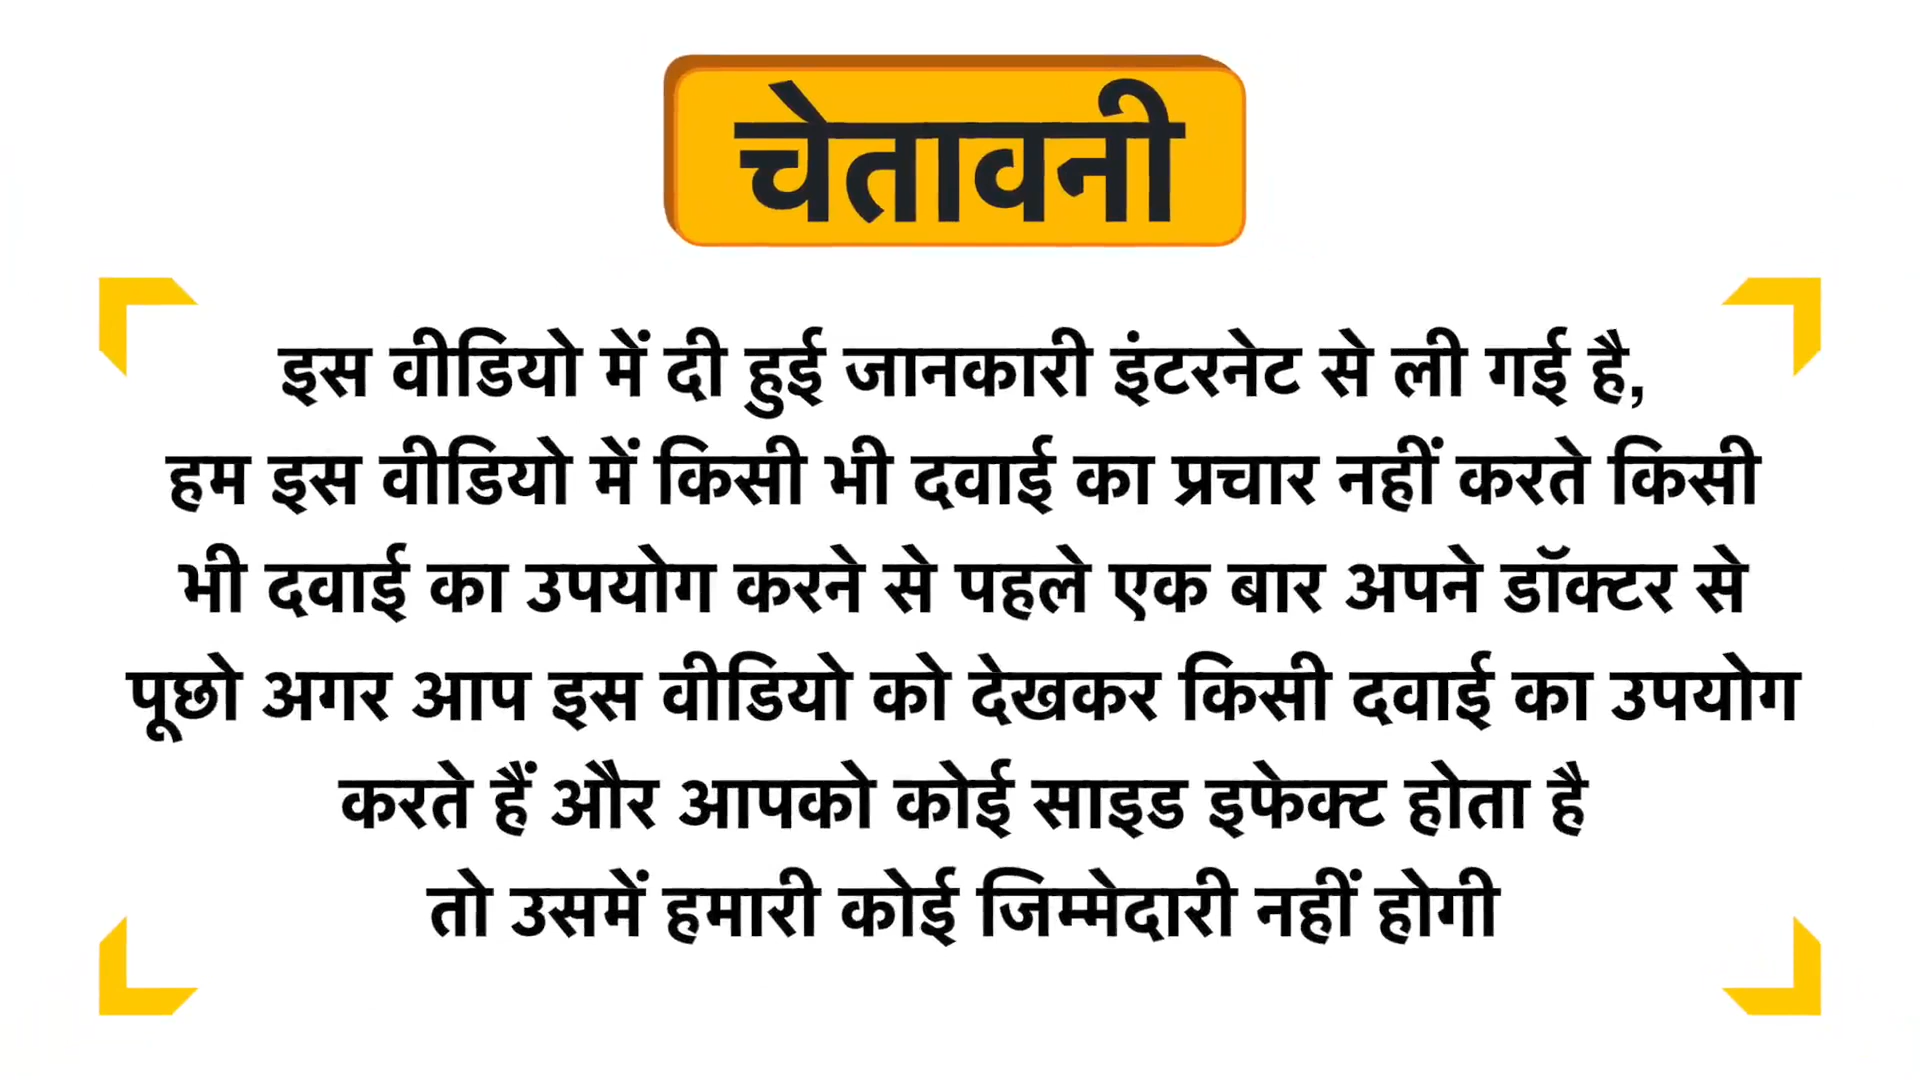 चेतावनी
इस वीडियो में दी हुई जानकारी इंटरनेट से ली गई है,
हम इस वीडियो में किसी भी दवाई का प्रचार नहीं करते किसी
भी दवाई का उपयोग करने से पहले एक बार अपने डॉक्टर से
पूछो अगर आप इस वीडियो को देखकर किसी दवाई का उपयोग
करते हैं और आपको कोई साइड इफेक्ट होता है
तो उसमें हमारी कोई जिम्मेदारी नहीं होगी